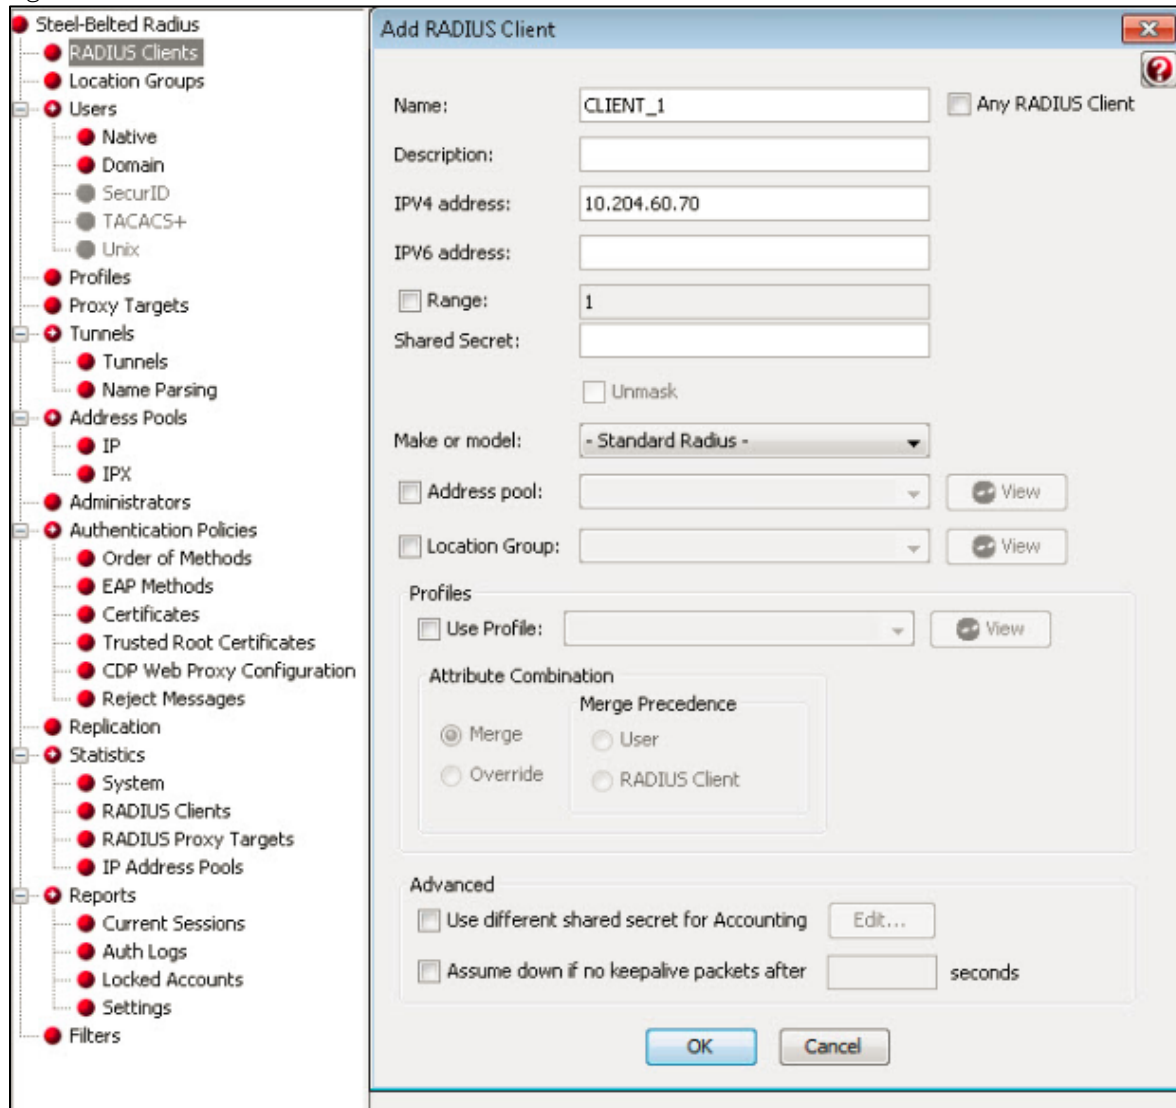 Steel-Belted Radius
RADIUS Clients
Location Groups
Users
Native
Domain
SecurID
TACACS+
Unix
Profiles
Proxy Targets
Tunnels
Tunnels
Name Parsing
Address Pools
IP
IPX
Administrators
Authentication Policies
Order of Methods
EAP Methods
Certificates
Trusted Root Certificates
CDP Web Proxy Configuration
Reject Messages
Replication
Statistics
System
RADIUS Clients
RADIUS Proxy Targets
IP Address Pools
Reports
Current Sessions
Auth Logs
Locked Accounts
Settings
Filters
Add RADIUS Client
?
Name: CLIENT_1 Any RADIUS Client
Description:
IPV4 address: 10.204.60.70
IPV6 address:
Range: 1
Shared Secret:
Unmask
Make or model: - Standard Radius -
Address pool: View
Location Group: View
Profiles
Use Profile: View
Attribute Combination
Merge Precedence
Merge User
Override RADIUS Client
Advanced
Use different shared secret for Accounting Edit...
Assume down if no keepalive packets after seconds
OK Cancel